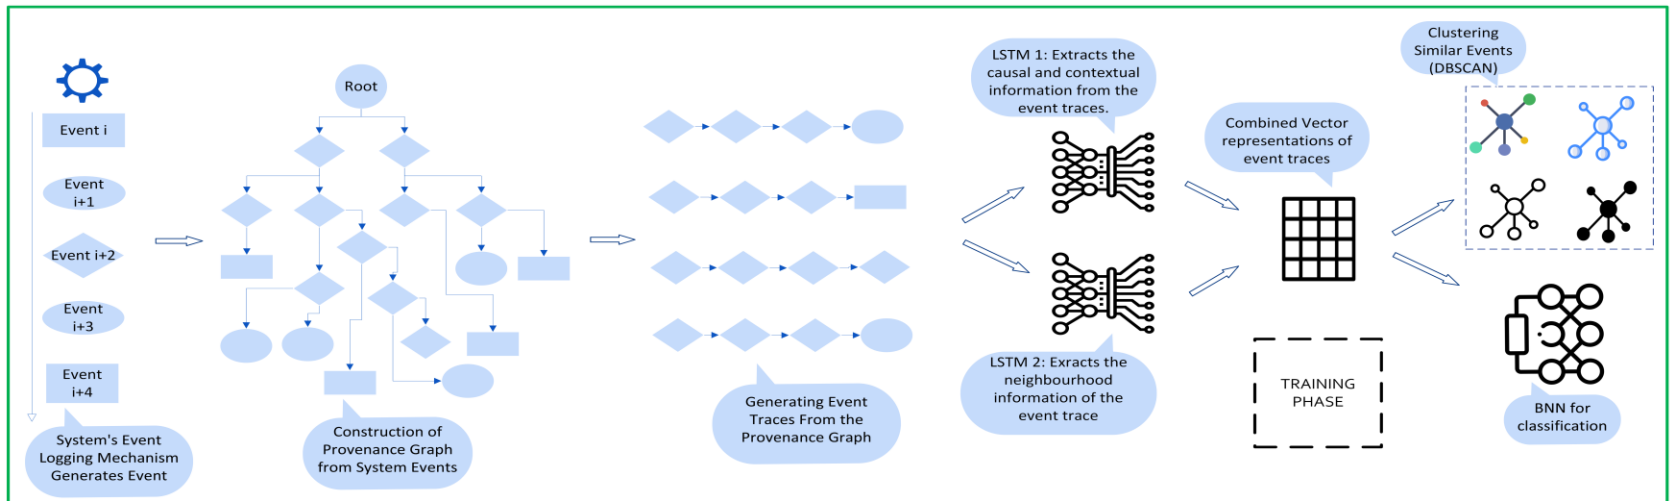 Event i
Event
i+1
Event i+2
Event
i+3
Event
i+4
System's Event
Logging Mechanism
Generates Event
Root
Construction of
Provenance Graph
from System Events
Generating Event
Traces From the
Provenance Graph
LSTM 1: Extracts the
causal and contextual
information from the
event traces.
LSTM 2: Exracts the
neighbourhood
information of the
event trace
Combined Vector
representations of
event traces
TRAINING
PHASE
Clustering
Similar Events
(DBSCAN)
BNN for
classification